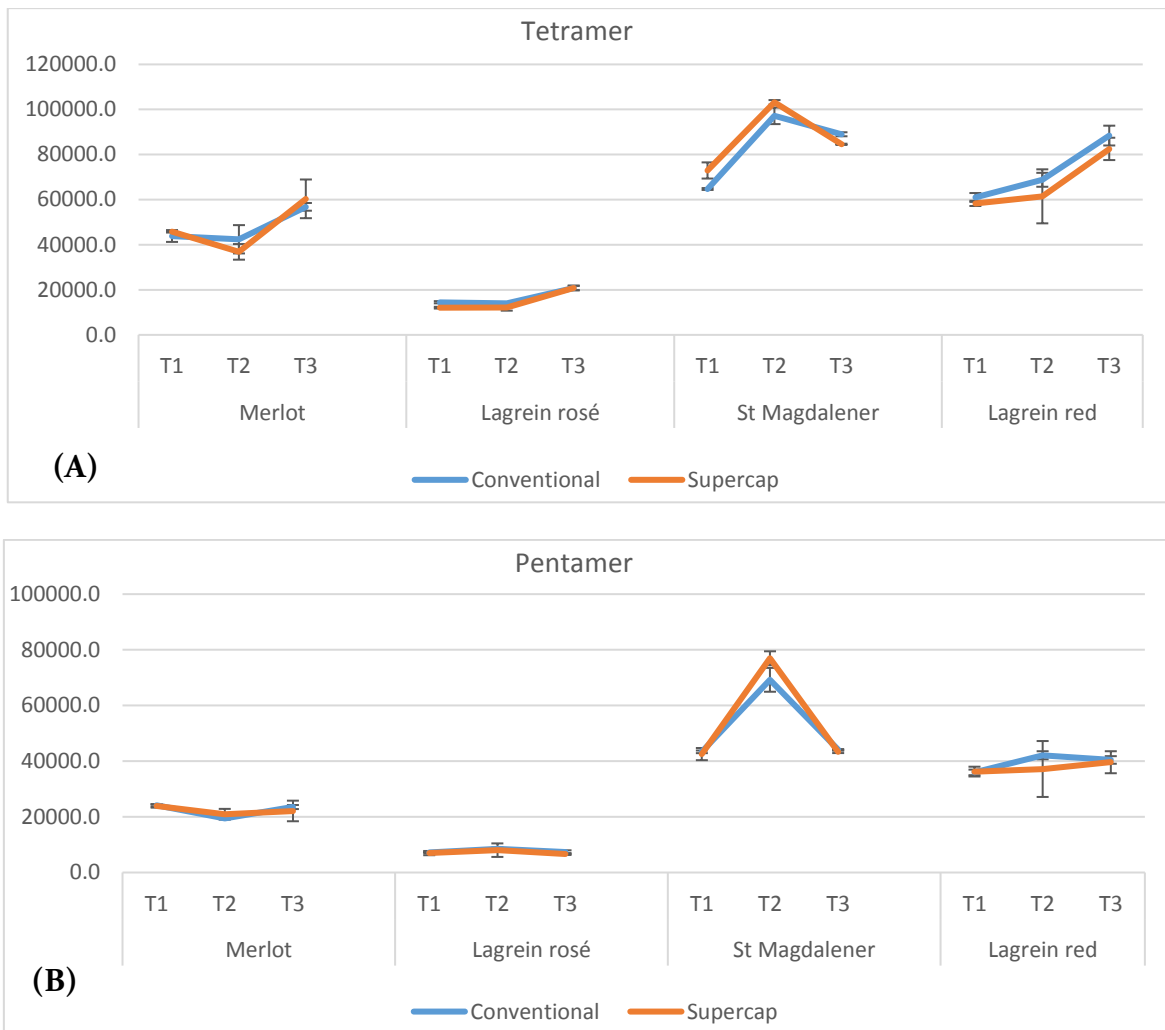 Tetramer
120000.0
100000.0
80000.0
60000.0
40000.0
20000.0
0.0
T1 T2 T3 T1 T2 T3 T1 T2 T3 T1 T2 T3
Merlot Lagrein rosé St Magdalener Lagrein red
(A)
Conventional Supercap
Pentamer
100000.0
80000.0
60000.0
40000.0
20000.0
0.0
T1 T2 T3 T1 T2 T3 T1 T2 T3 T1 T2 T3
Merlot Lagrein rosé St Magdalener Lagrein red
(B)
Conventional Supercap